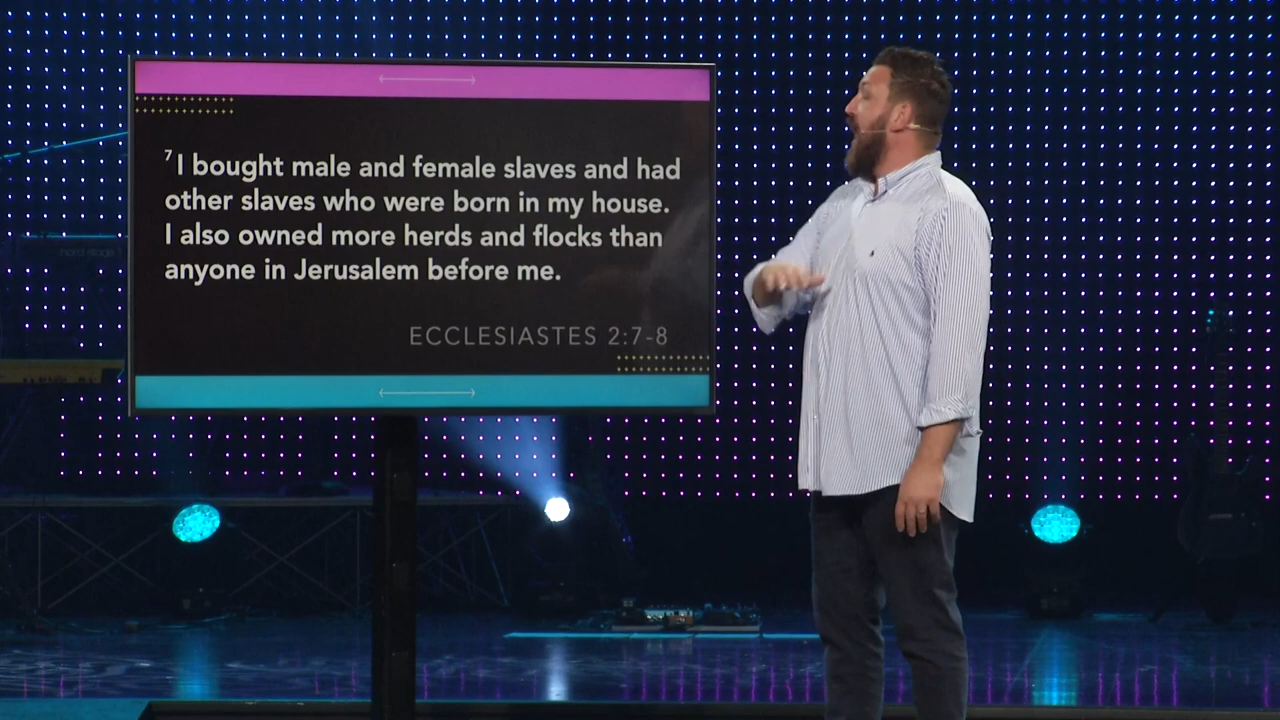 ⁷I bought male and female slaves and had
other slaves who were born in my house.
I also owned more herds and flocks than
anyone in Jerusalem before me.
ECCLESIASTES 2:7-8